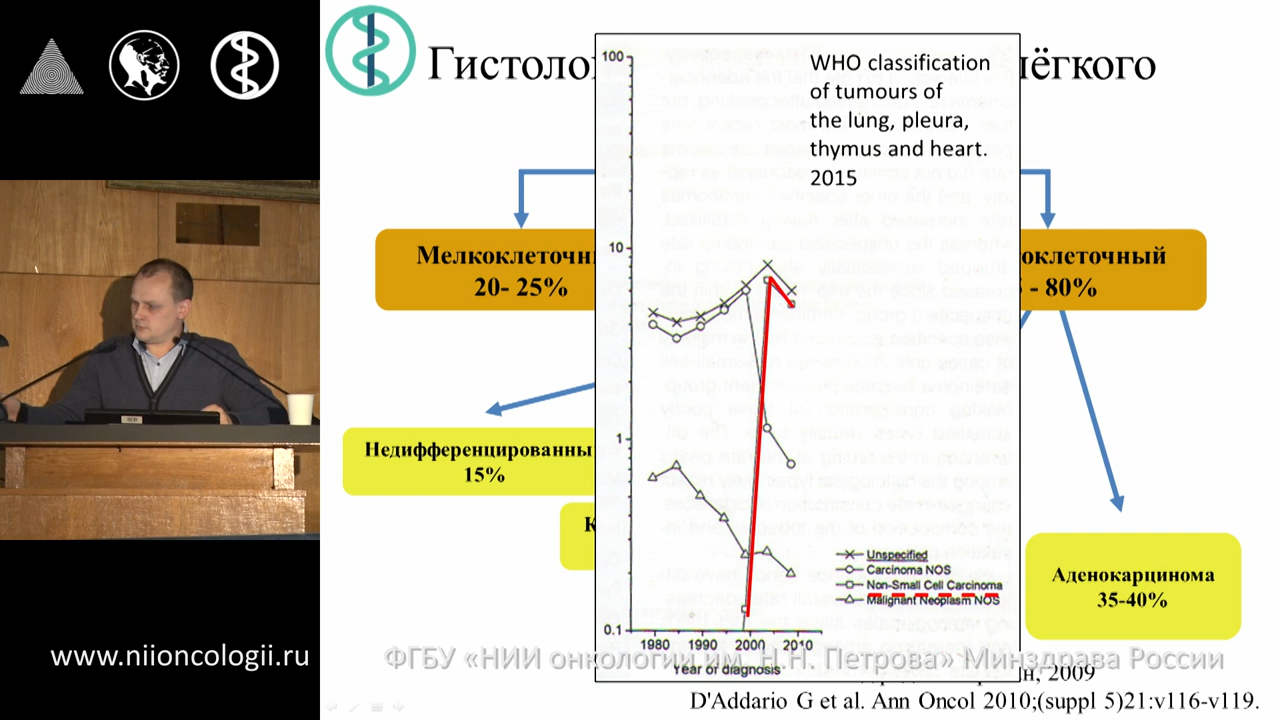 Гистоло
лёгкого
WHO classification
of tumours of
the lung, pleura,
thymus and heart.
2015
Мелкоклеточн
20- 25%
оклеточный
- 80%
Недифференцированны
15%
К
Аденокарцинома
35-40%
100
10
1
0.1
1980 1990 2000 2010
Year of diagnosis
Unspecified
Carcinoma NOS
Non-Small Cell Carcinoma
Malignant Neoplasm NOS
www.niioncologii.ru
ФГБУ «НИИ онкологии им. Н.Н. Петрова» Минздрава России
2009
D'Addario G et al. Ann Oncol 2010;(suppl 5)21:v116-v119.